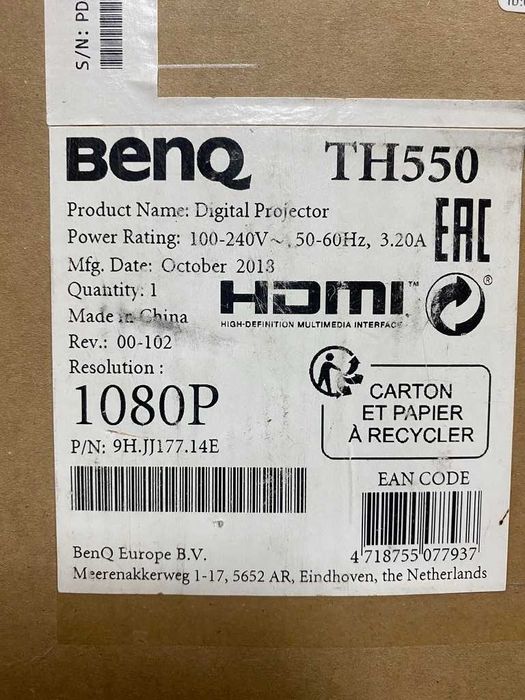 S/N: PD
BenQ TH550
Product Name: Digital Projector
Power Rating: 100-240V~, 50-60Hz, 3.20A
EAC
Mfg. Date: October 2018
Quantity: 1
HDMI™
®
Made in China
HIGH-DEFINITION MULTIMEDIA INTERFACE
Rev.: 00-102
Resolution :
1080P
CARTON
ET PAPIER
À RECYCLER
P/N: 9H.JJ177.14E
EAN CODE
4 718755 077937
BenQ Europe B.V.
Meerenakkerweg 1-17, 5652 AR, Eindhoven, the Netherlands